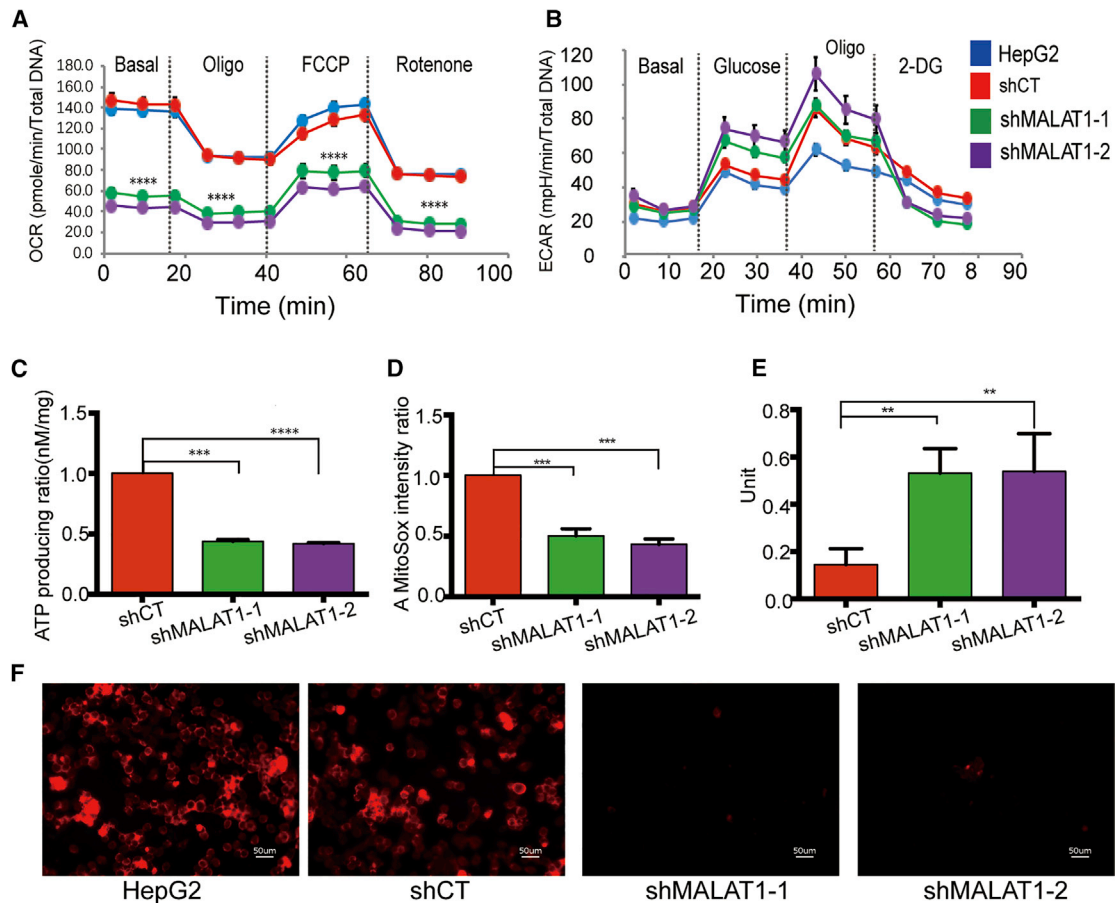 A
OCR (pmole/min/Total DNA)
180.0
160.0
140.0
120.0
100.0
80.0
60.0
40.0
20.0
0.0
Basal
Oligo
FCCP
Rotenone
****
****
****
****
0
20
40
60
80
100
Time (min)
B
ECAR (mpH/min/Total DNA)
120
100
80
60
40
20
0
Basal
Glucose
Oligo
2-DG
0
10
20
30
40
50
60
70
8
90
Time (min)
HepG2
shCT
shMALAT1-1
shMALAT1-2
C
ATP producing ratio(nM/mg)
1.5
1.0
0.5
0.0
****
***
shCT
shMALAT1-1
shMALAT1-2
D
A MitoSox intensity ratio
1.5
1.0
0.5
0.0
***
***
shCT
shMALAT1-1
shMALAT1-2
E
Unit
0.8
0.6
0.4
0.2
0.0
**
**
shCT
shMALAT1-1
shMALAT1-2
F
50um
50um
50um
50um
HepG2
shCT
shMALAT1-1
shMALAT1-2